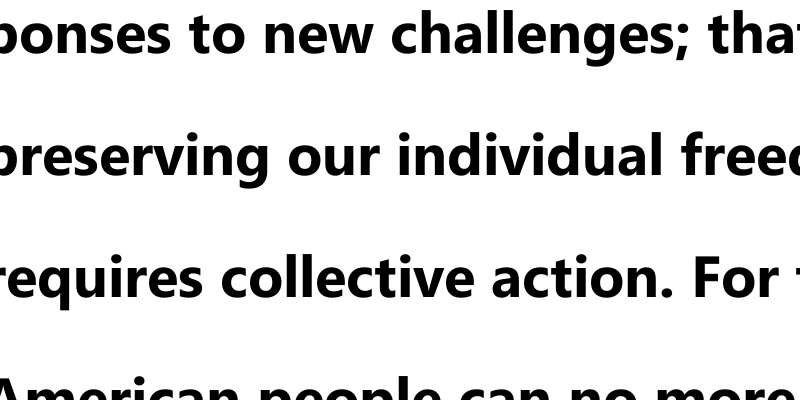 ponses to new challenges; that
preserving our individual freed
requires collective action. For
American people can no more